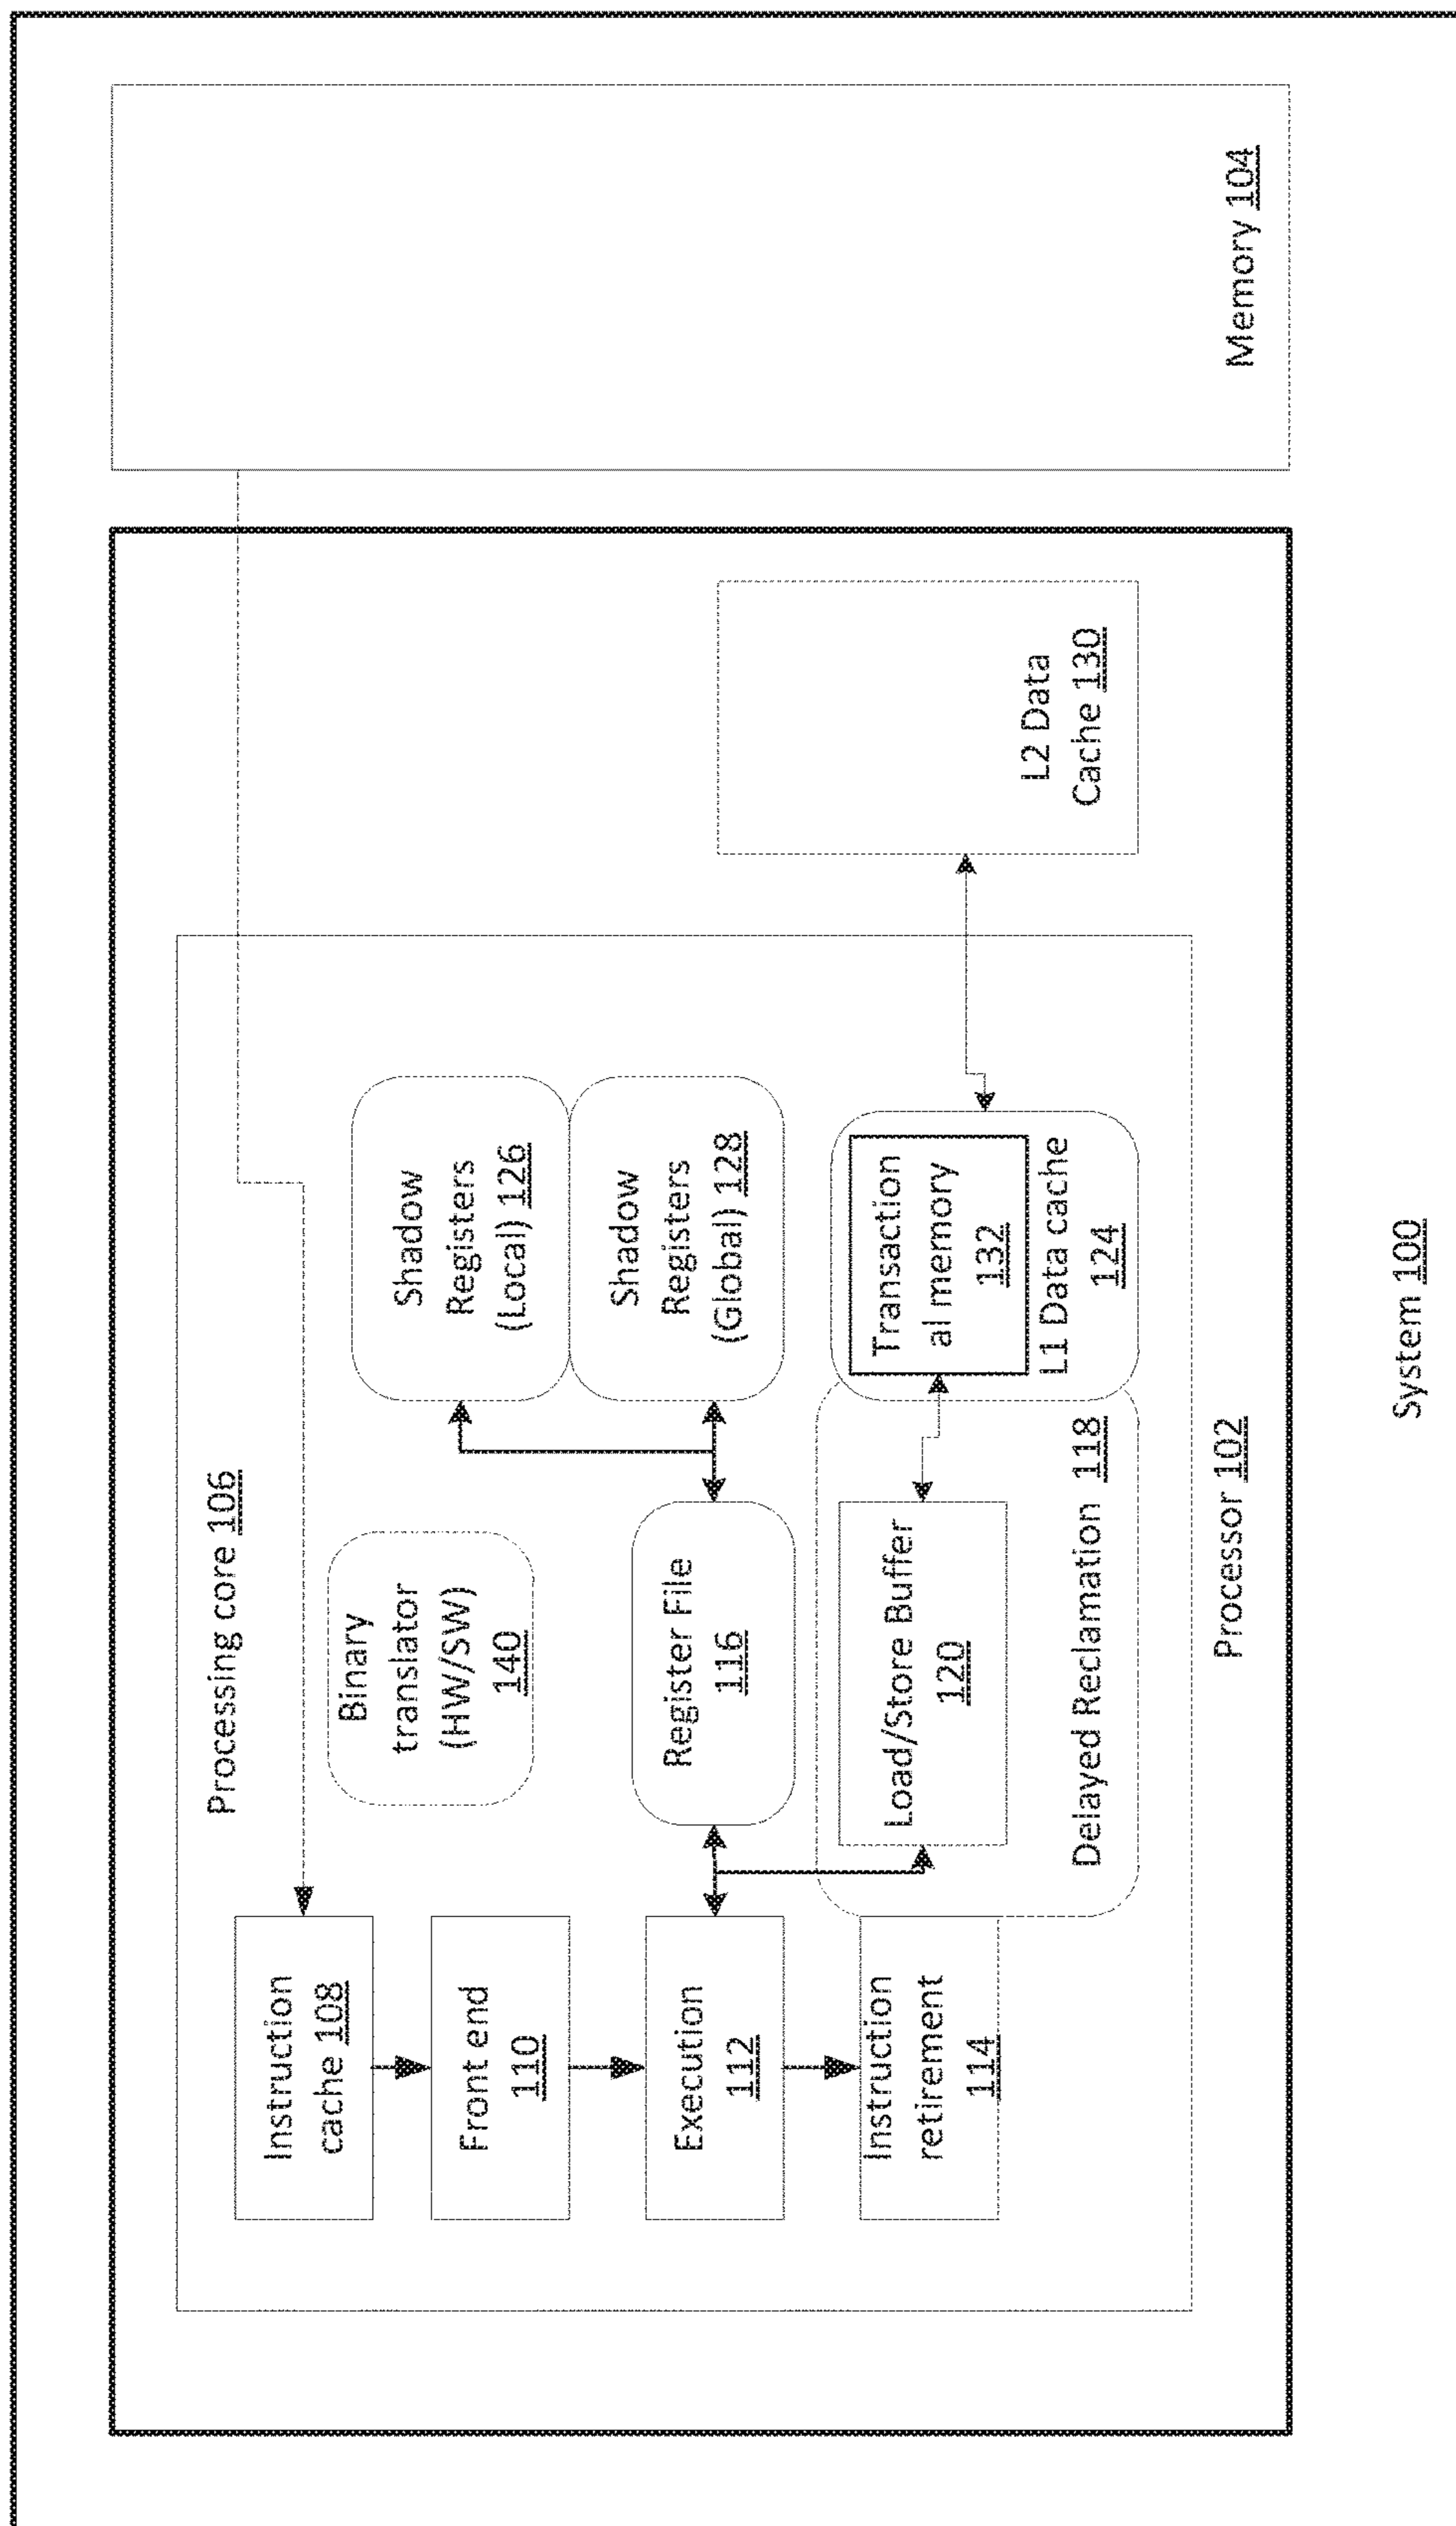 Processing core 106
Instruction
cache 108
Front end
110
Execution
112
Instruction
retirement
114
Binary
translator
(HW/SW)
140
Register File
116
Load/Store Buffer
120
Delayed Reclamation 118
Shadow
Registers
(Local) 126
Shadow
Registers
(Global) 128
Transaction
al memory
132
L1 Data cache
124
L2 Data
Cache 130
Memory 104
Processor 102
System 100